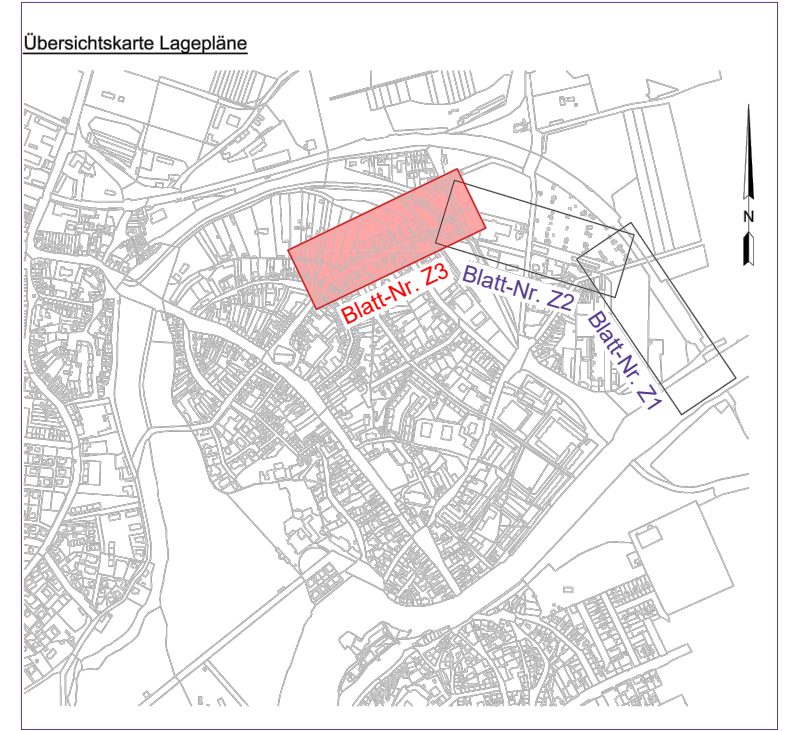 Übersichtskarte Lagepläne
N
Blatt-Nr. Z3
Blatt-Nr. Z2
Blatt-Nr. Z1